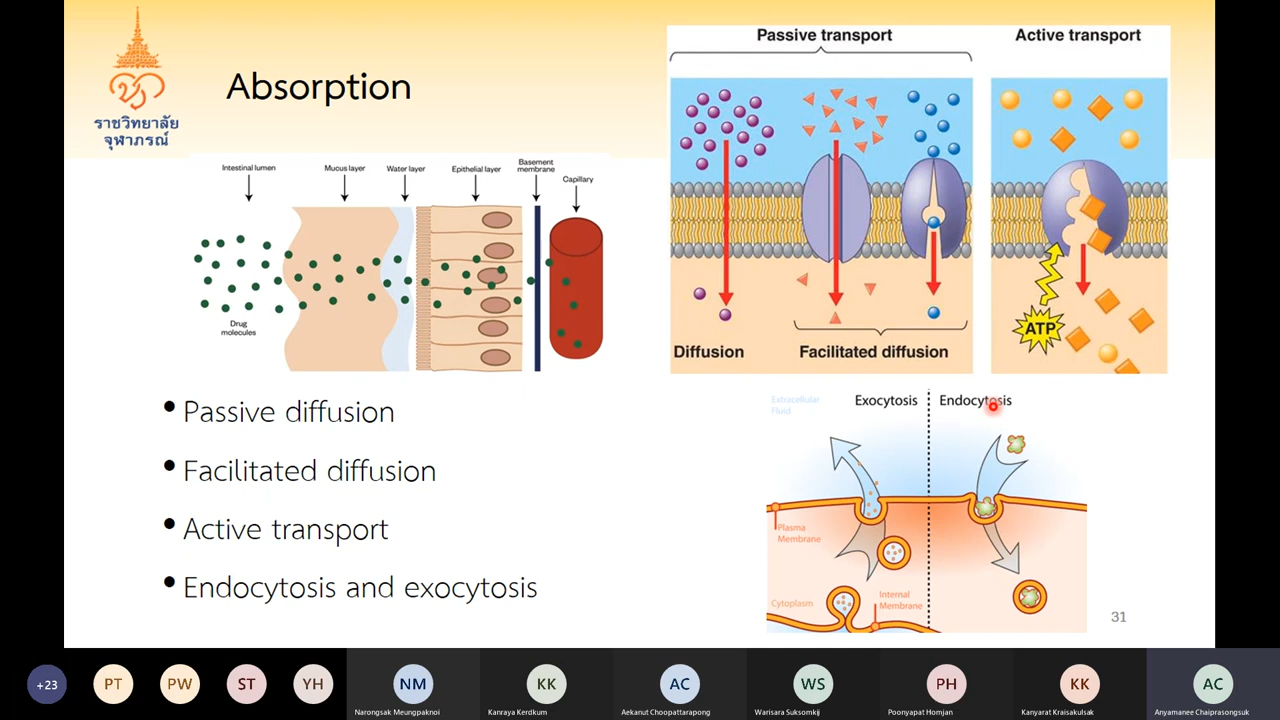 ราชวิทยาลัย
จุฬาภรณ์
Absorption
Intestinal lumen
Mucus layer
Water layer
Epithelial layer
Basement
membrane
Capillary
Drug
molecules
Passive transport
Active transport
ATP
Diffusion
Facilitated diffusion
• Passive diffusion
• Facilitated diffusion
• Active transport
• Endocytosis and exocytosis
Extracellular
Fluid
Exocytosis
Endocytosis
Plasma
Membrane
Cytoplasm
Internal
Membrane
31
+23
PT
PW
ST
YH
NM
Narongsak Meungpaknoi
KK
Kanraya Kerdkum
AC
Aekanut Choopattarapong
WS
Warisara Suksomkij
PH
Poonyapat Homjan
KK
Kanyarat Kraisakulsak
AC
Anyamanee Chaiprasongsuk